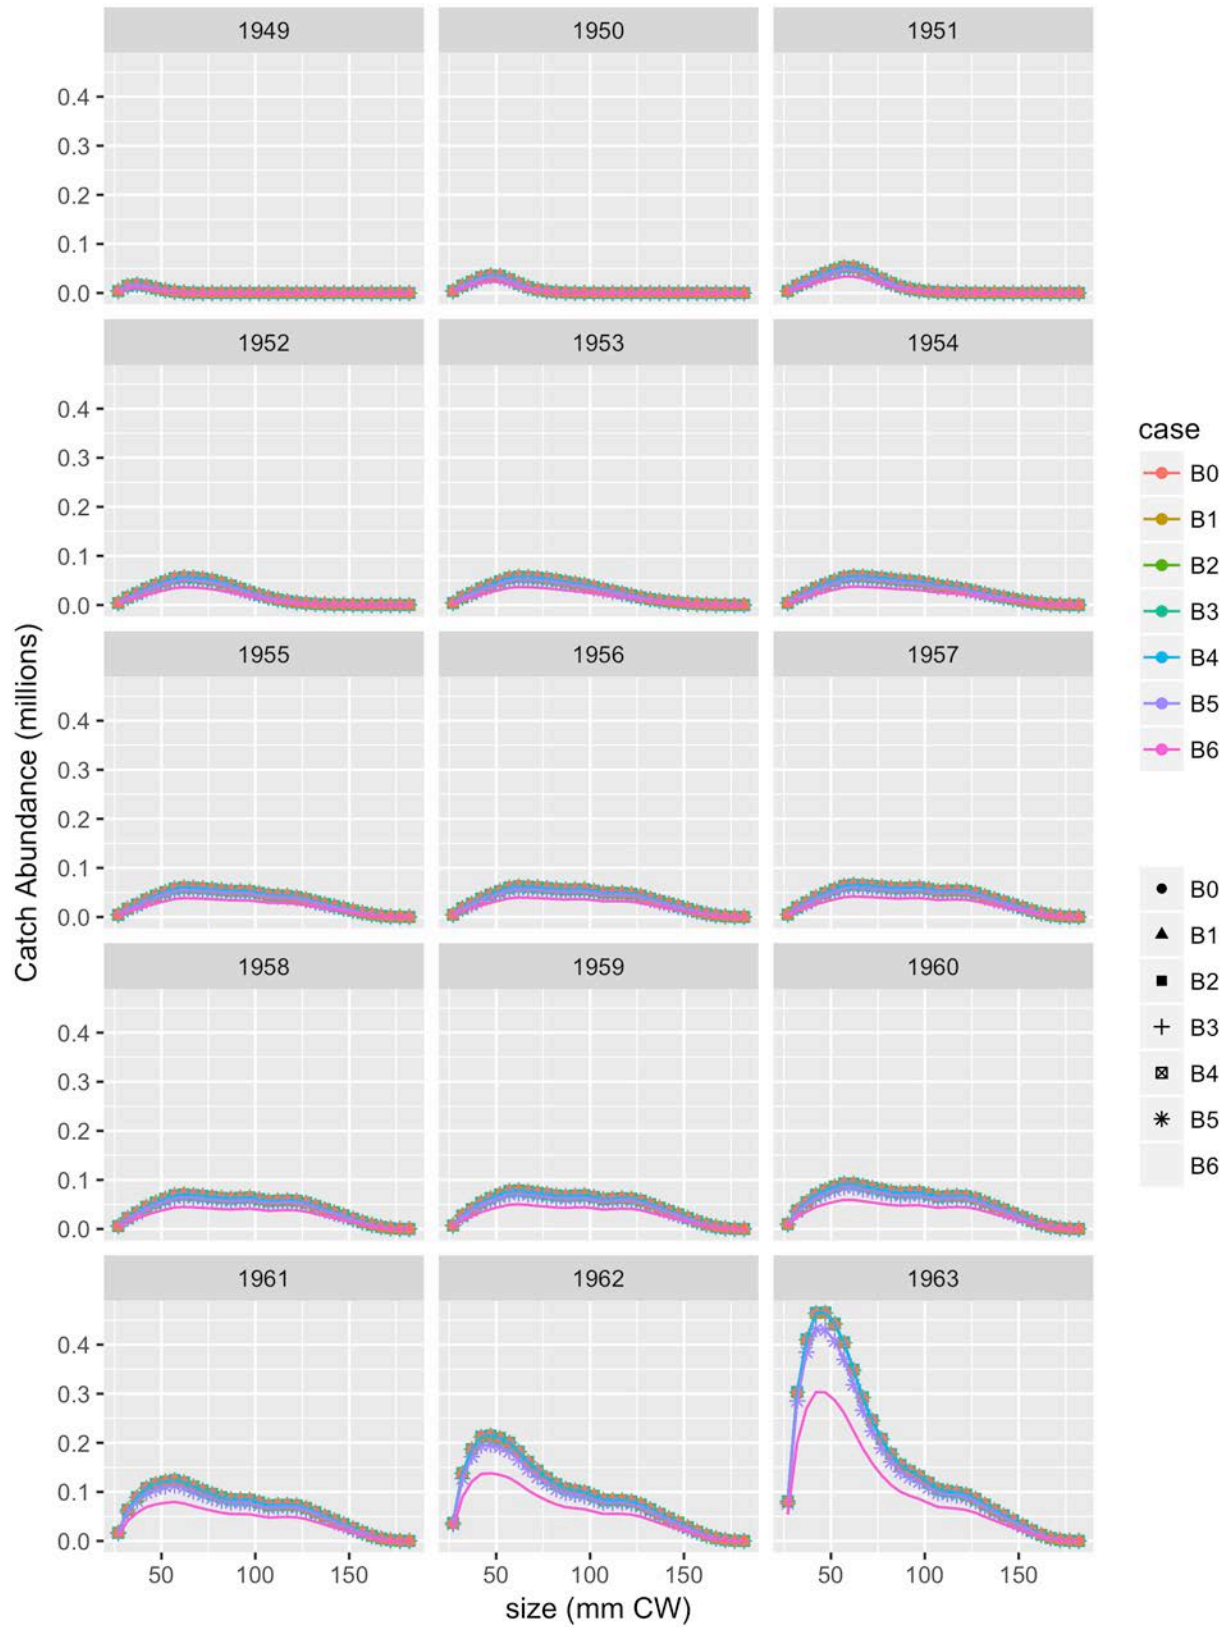 1949 1950 1951
0.4
0.3
0.2
0.1
0.0
1952 1953 1954
0.4
0.3
0.2
0.1
0.0
1955 1956 1957
0.4
0.3
0.2
0.1
0.0
1958 1959 1960
0.4
0.3
0.2
0.1
0.0
1961 1962 1963
0.4
0.3
0.2
0.1
0.0
50 100 150 50 100 150 50 100 150
size (mm CW)
Catch Abundance (millions)
case
B0
B1
B2
B3
B4
B5
B6
B0
B1
B2
B3
B4
B5
B6